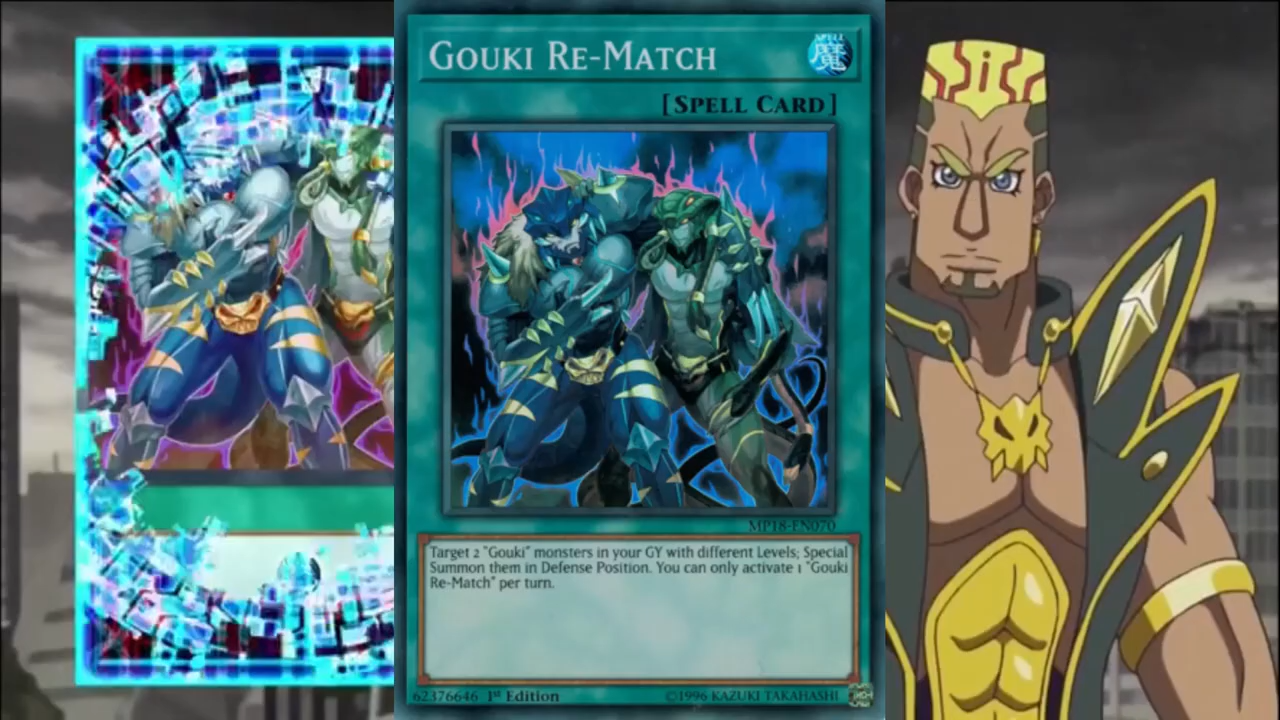 GOUKI RE-MATCH
SPELL
魔
[SPELL CARD]
MP18-EN070
Target 2 "Gouki" monsters in your GY with different Levels; Special
Summon them in Defense Position. You can only activate 1 "Gouki
Re-Match" per turn.
62376646 1st Edition ©1996 KAZUKI TAKAHASHI